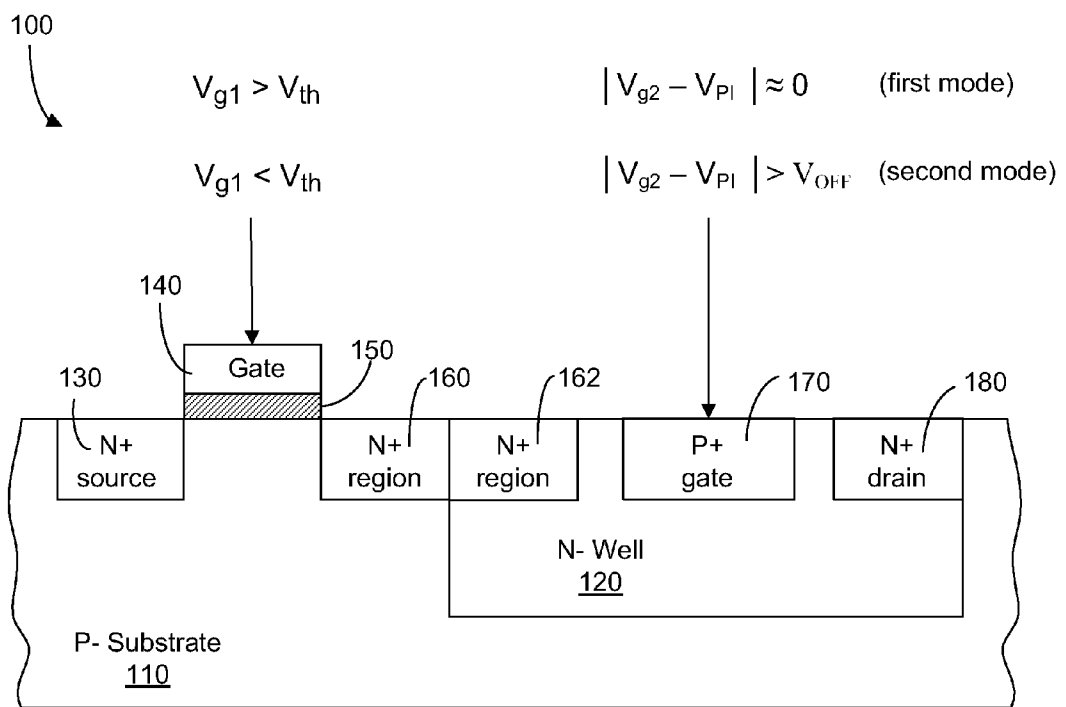 100
Vg1 > Vth
| Vg2 – VPI | ≈ 0 (first mode)
Vg1 < Vth
| Vg2 – VPI | > VOFF (second mode)
140
Gate
150
130
160
162
170
180
N+
source
N+
region
N+
region
P+
gate
N+
drain
N- Well
120
P- Substrate
110